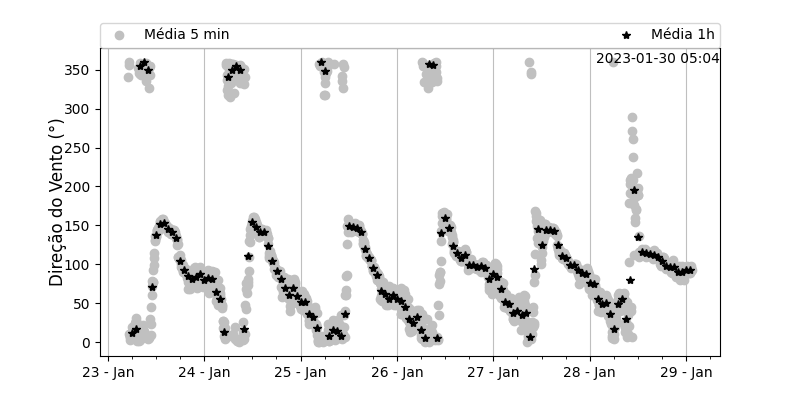 Média 5 min
Média 1h
2023-01-30 05:04
Direção do Vento (°)
350
300
250
200
150
100
50
0
23 - Jan
24 - Jan
25 - Jan
26 - Jan
27 - Jan
28 - Jan
29 - Jan